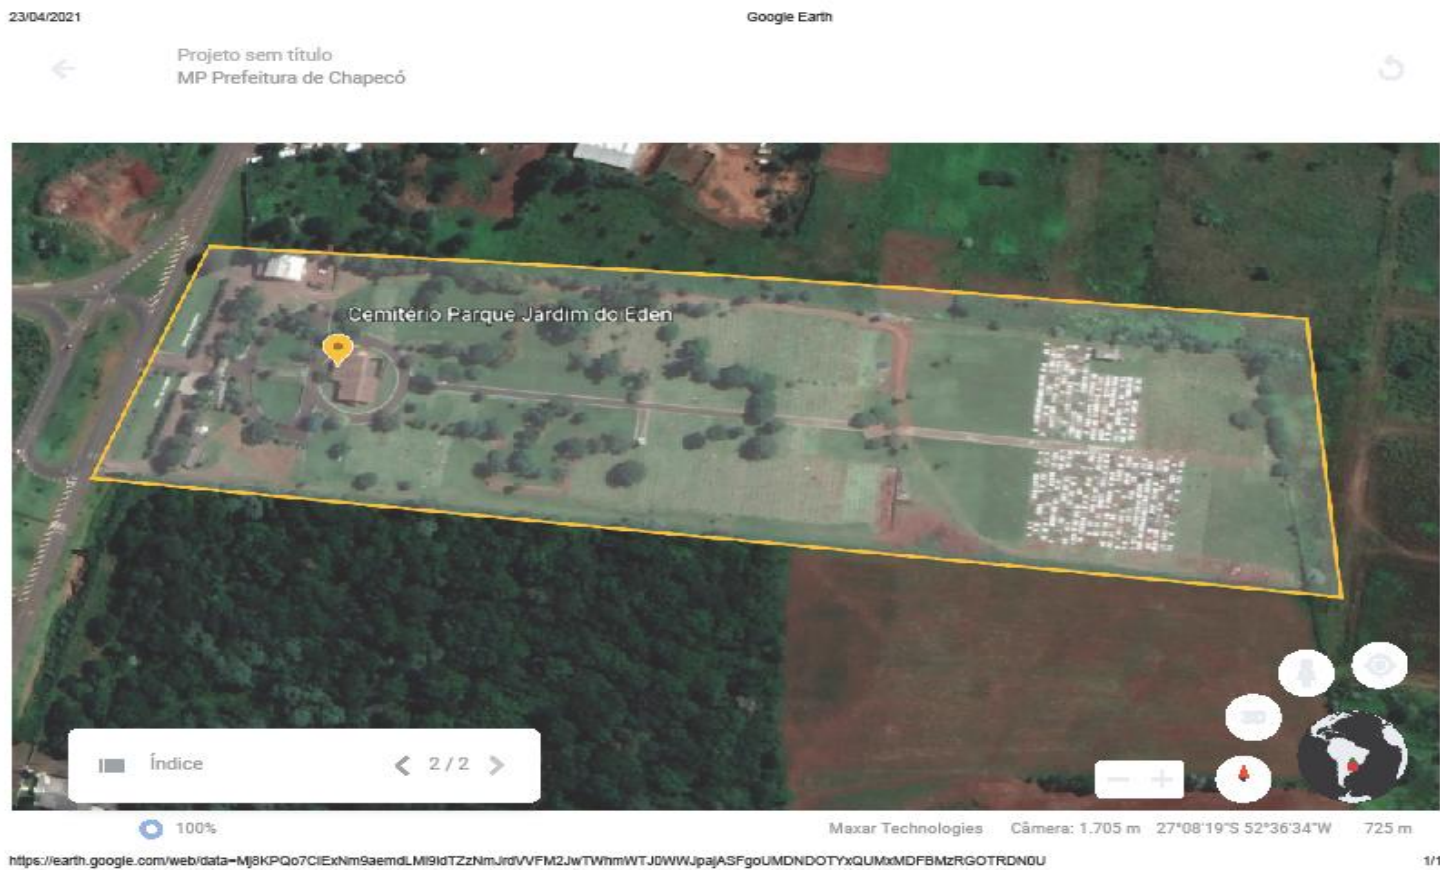 23/04/2021
Google Earth
Projeto sem título
MP Prefeitura de Chapecó
Cemitério Parque Jardim do Eden
Índice
2 / 2
3D
100%
Maxar Technologies
Câmera: 1.705 m
27°08'19"S 52°36'34"W
725 m
1/1